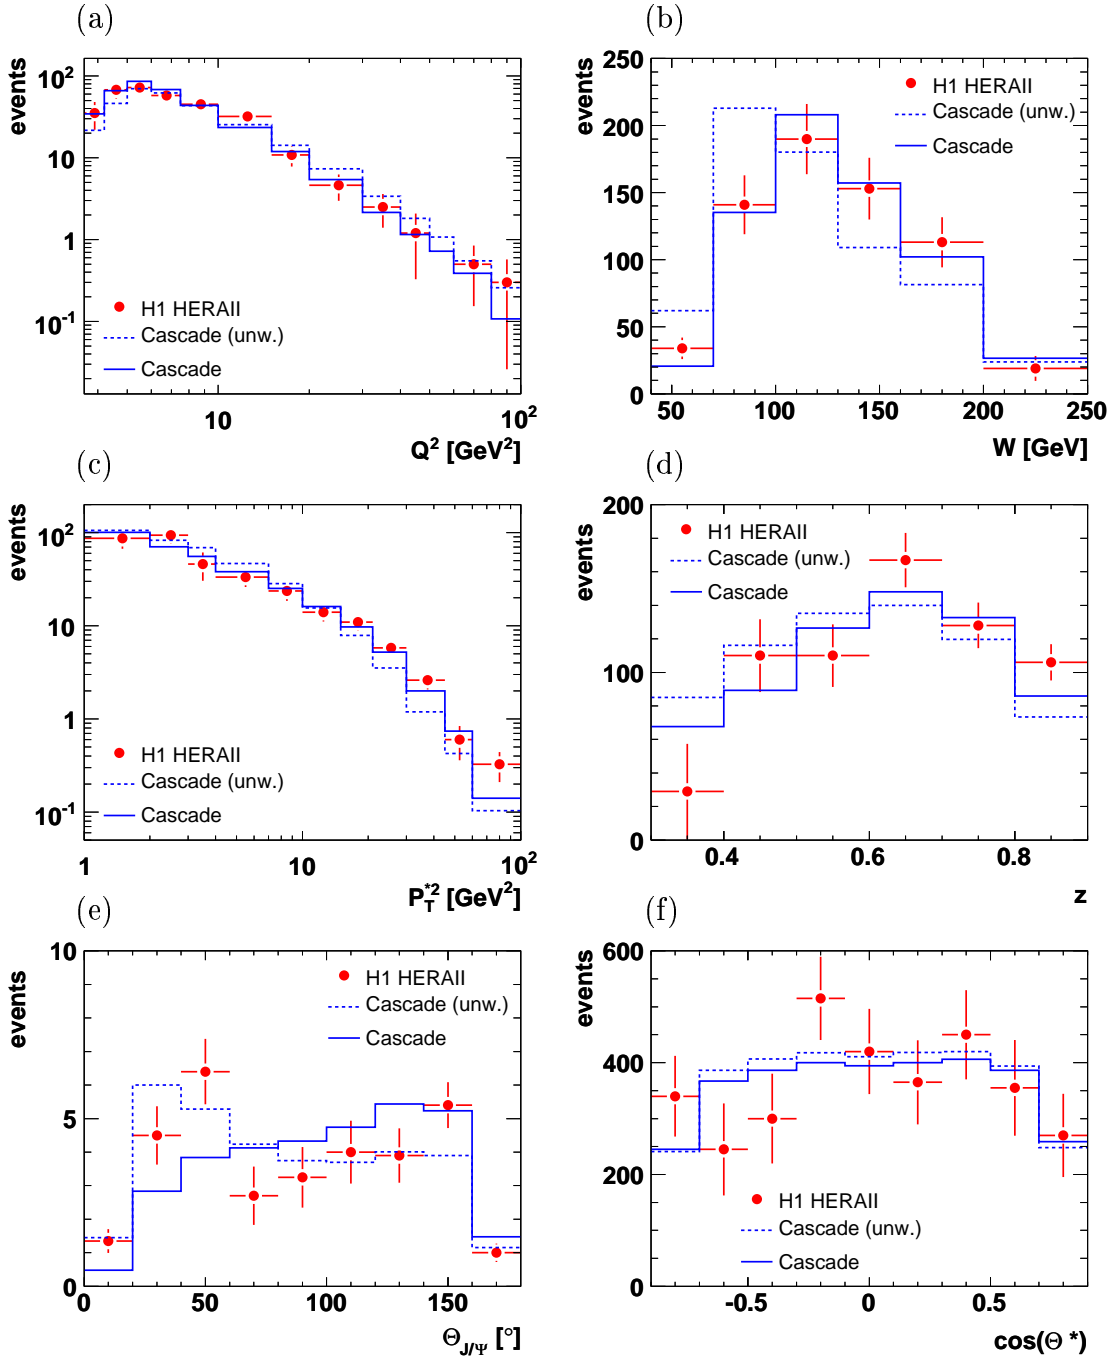 (a)
events
10²
10
1
10⁻¹
H1 HERAII
Cascade (unw.)
Cascade
10
10²
Q² [GeV²]
(b)
events
250
200
150
100
50
0
H1 HERAII
Cascade (unw.)
Cascade
50
100
150
200
250
W [GeV]
(c)
events
10²
10
1
10⁻¹
H1 HERAII
Cascade (unw.)
Cascade
1
10
10²
P_T^*2 [GeV²]
(d)
events
200
100
0
H1 HERAII
Cascade (unw.)
Cascade
0.4
0.6
0.8
z
(e)
events
10
5
0
H1 HERAII
Cascade (unw.)
Cascade
0
50
100
150
Θ_J/Ψ [°]
(f)
events
600
400
200
0
H1 HERAII
Cascade (unw.)
Cascade
-0.5
0
0.5
cos(Θ *)